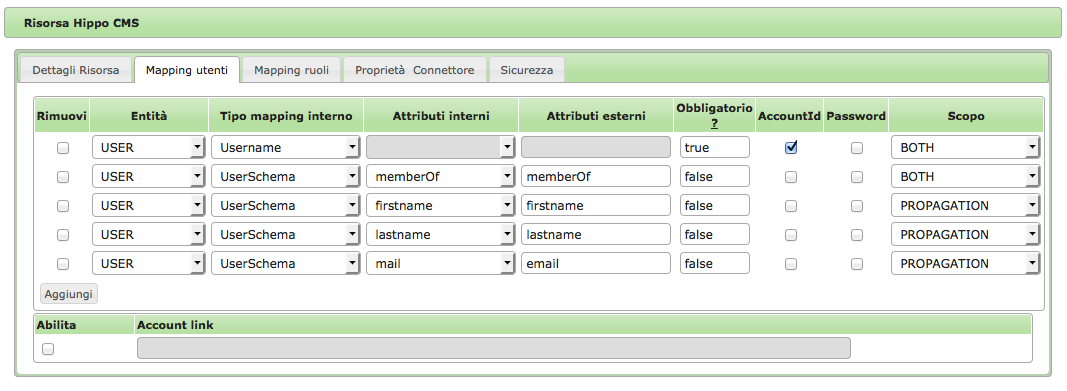 Risorsa Hippo CMS
Dettagli Risorsa Mapping utenti Mapping ruoli Proprietà Connettore Sicurezza
Rimuovi Entità Tipo mapping interno Attributi interni Attributi esterni Obbligatorio ? AccountId Password Scopo
USER Username true BOTH
USER UserSchema memberOf memberOf false BOTH
USER UserSchema firstname firstname false PROPAGATION
USER UserSchema lastname lastname false PROPAGATION
USER UserSchema mail email false PROPAGATION
Aggiungi
Abilita Account link